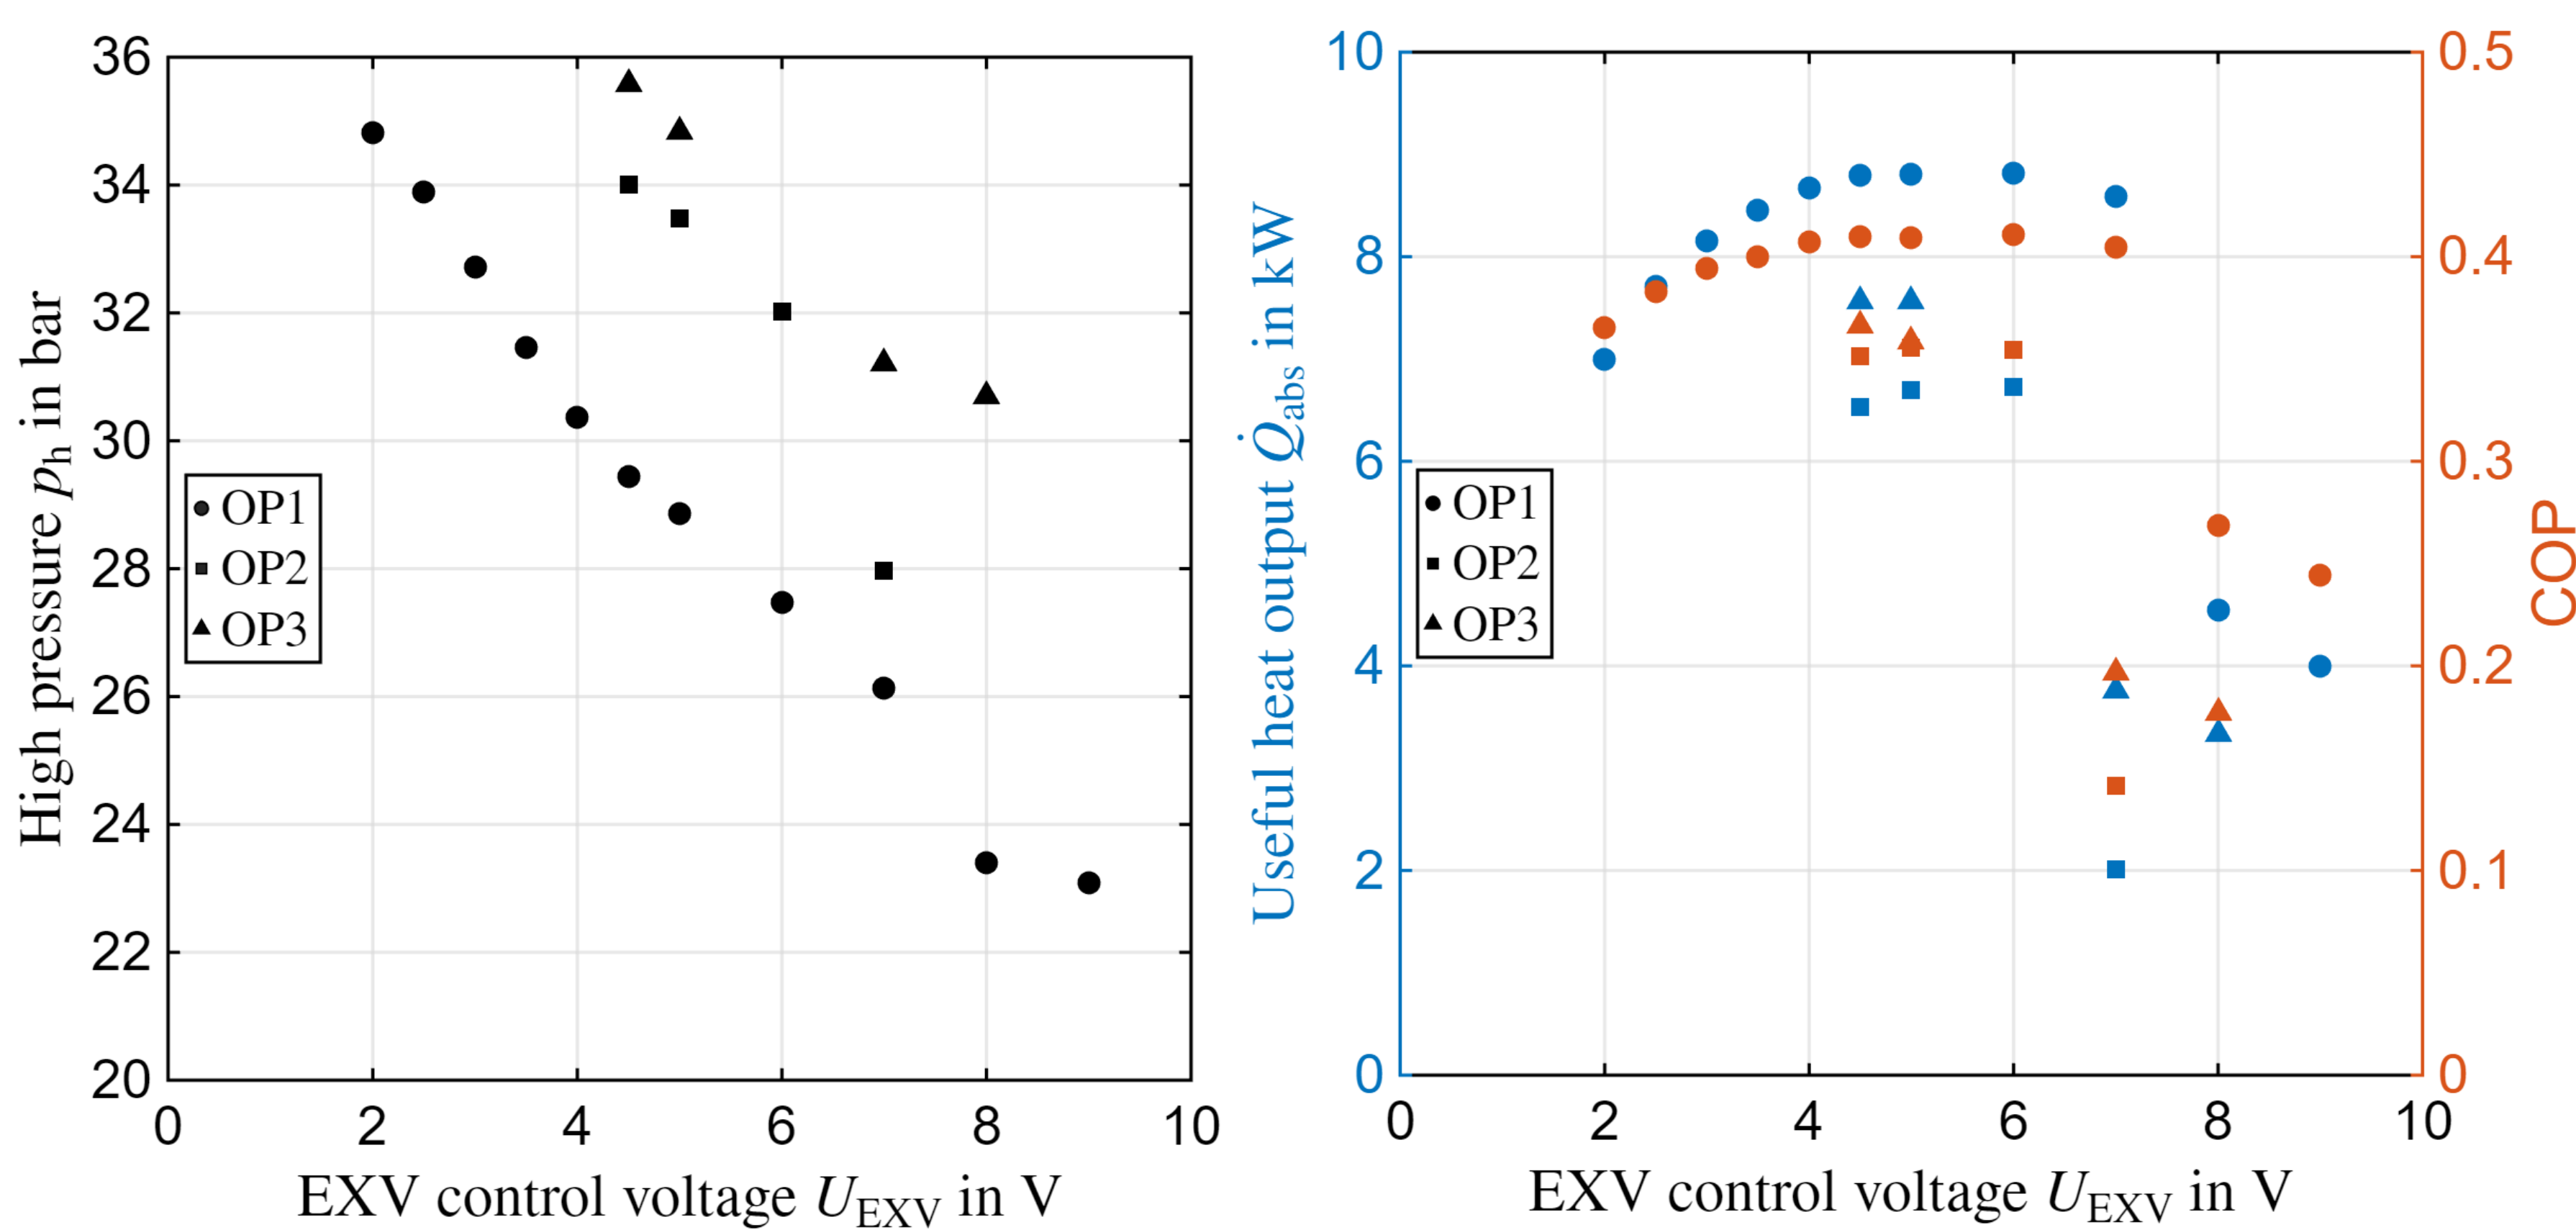 36
34
32
30
28
26
24
22
20
0 2 4 6 8 10
High pressure pₕ in bar
EXV control voltage U_EXV in V
OP1
OP2
OP3
10
8
6
4
2
0
0 2 4 6 8 10
0.5
0.4
0.3
0.2
0.1
0
Useful heat output Q̇_abs in kW
COP
EXV control voltage U_EXV in V
OP1
OP2
OP3